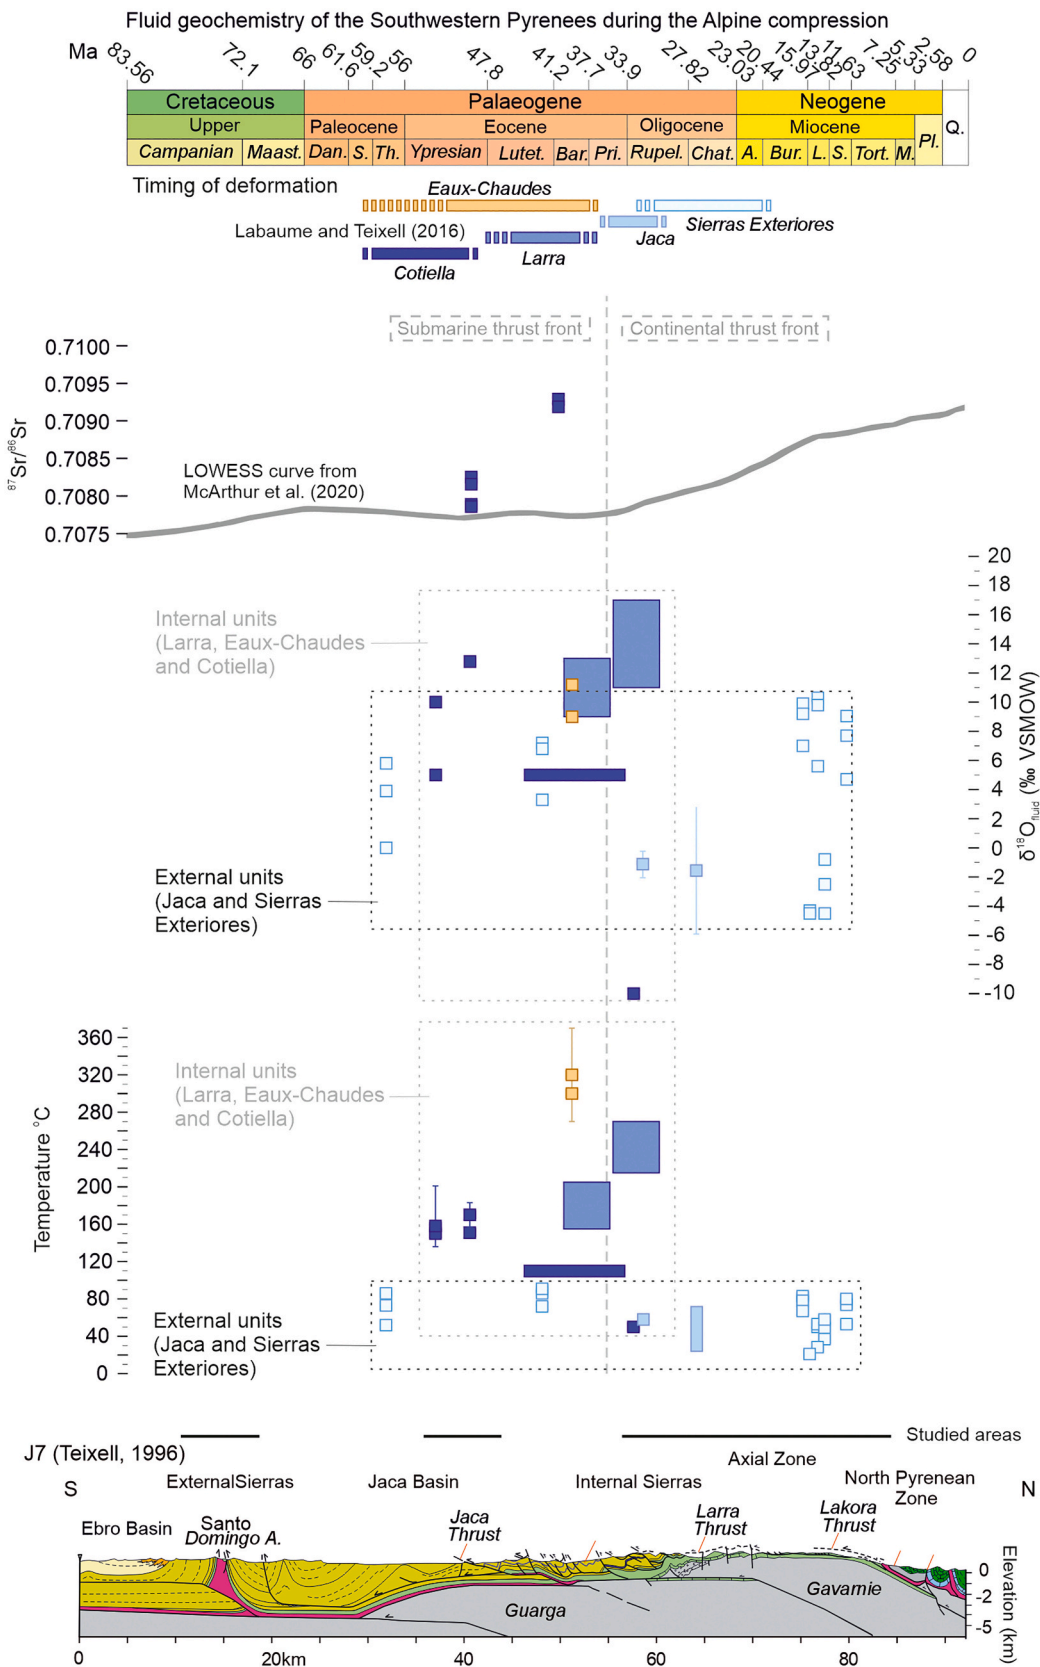 Fluid geochemistry of the Southwestern Pyrenees during the Alpine compression
Ma 83.56 72.1 66 61.6 59.2 56 47.8 41.2 37.7 33.9 27.82 23.03 20.44 15.97 13.82 11.63 7.25 5.33 2.58 0
Cretaceous Palaeogene Neogene Q.
Upper Paleocene Eocene Oligocene Miocene Pl.
Campanian Maast. Dan. S. Th. Ypresian Lutet. Bar. Pri. Rupel. Chat. A. Bur. L. S. Tort. M.
Timing of deformation
Eaux-Chaudes
Sierras Exteriores
Labaume and Teixell (2016)
Jaca
Larra
Cotiella
Submarine thrust front Continental thrust front
0.7100
0.7095
0.7090
0.7085
0.7080
0.7075
⁸⁷Sr/⁸⁶Sr
LOWESS curve from
McArthur et al. (2020)
20
18
16
14
12
10
8
6
4
2
0
-2
-4
-6
-8
-10
δ¹⁸Ofluid (‰ VSMOW)
Internal units
(Larra, Eaux-Chaudes
and Cotiella)
External units
(Jaca and Sierras
Exteriores)
360
320
280
240
200
160
120
80
40
0
Temperature °C
Internal units
(Larra, Eaux-Chaudes
and Cotiella)
External units
(Jaca and Sierras
Exteriores)
Studied areas
J7 (Teixell, 1996)
Axial Zone
ExternalSierras Jaca Basin Internal Sierras North Pyrenean
Zone
S N
Ebro Basin
Santo
Domingo A.
Jaca
Thrust
Larra
Thrust
Lakora
Thrust
Guarga
Gavarnie
0
-2
-5
Elevation (km)
0 20km 40 60 80